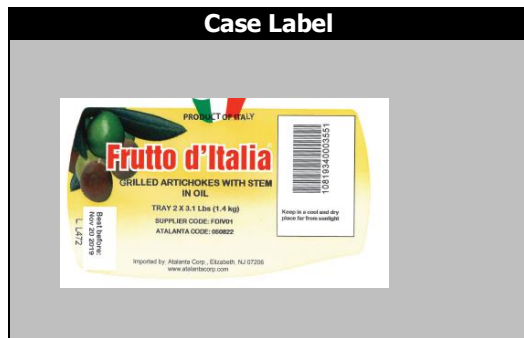 Case Label
PRODUCT OF ITALY
Frutto d'Italia
GRILLED ARTICHOKES WITH STEM
IN OIL
TRAY 2 X 3.1 Lbs (1.4 kg)
SUPPLIER CODE: FDIV01
ATALANTA CODE: 050822
Imported by: Atalanta Corp., Elizabeth, NJ 07206
www.atalantacorp.com
Best before:
Nov 20 2019
L L472
10819340003551
Keep in a cool and dry
place far from sunlight